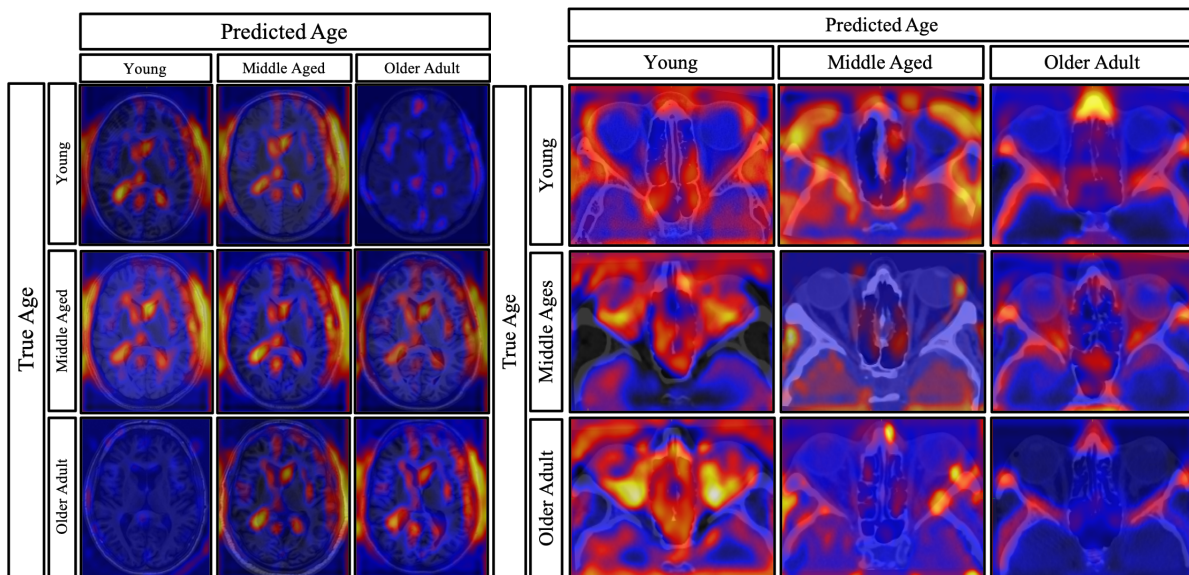 Predicted Age
Young
Middle Aged
Older Adult
True Age
Young
Middle Aged
Older Adult
Predicted Age
Young
Middle Aged
Older Adult
True Age
Young
Middle Ages
Older Adult